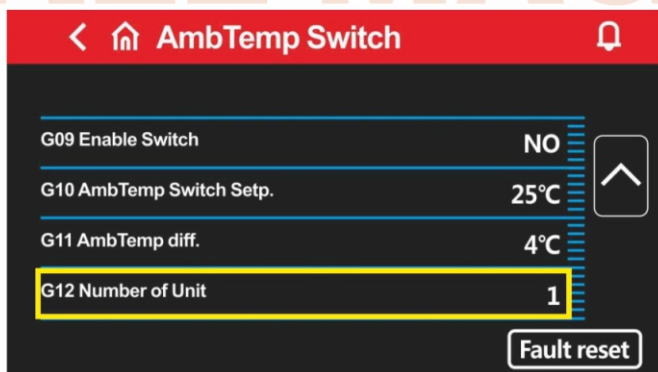 AmbTemp Switch
G09 Enable Switch NO
G10 AmbTemp Switch Setp. 25℃
G11 AmbTemp diff. 4℃
G12 Number of Unit 1
Fault reset